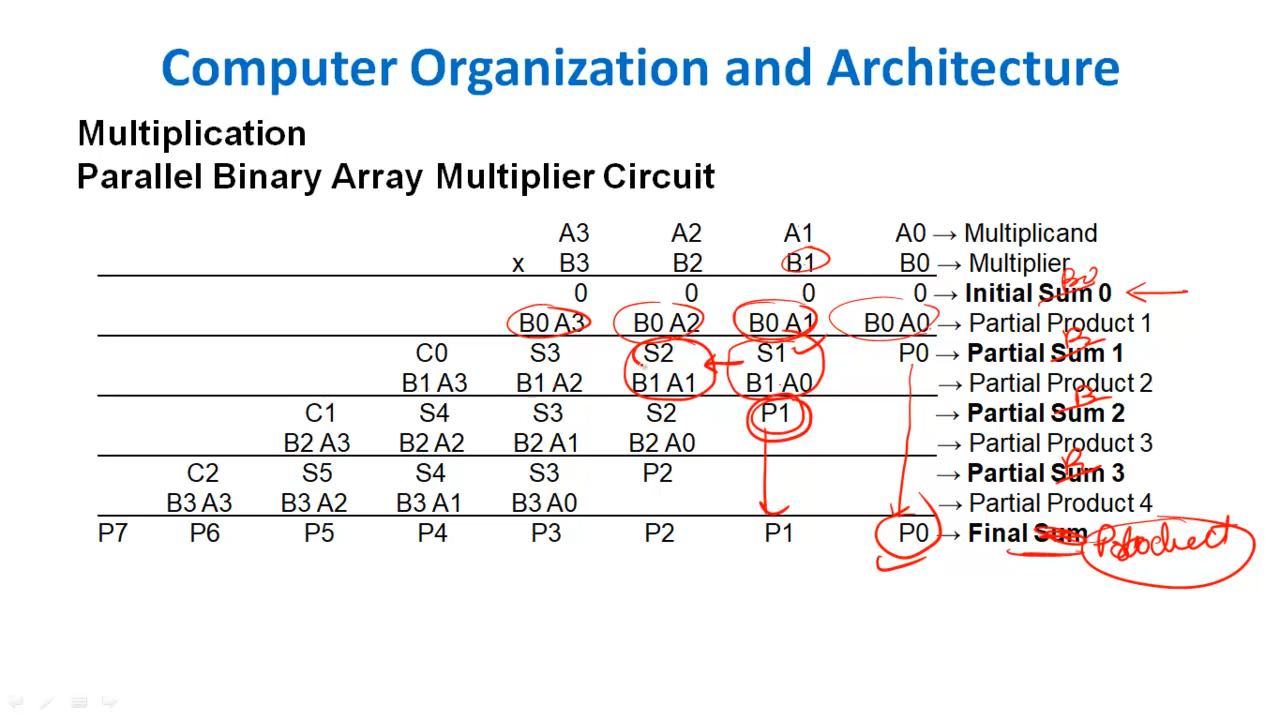 Computer Organization and Architecture
Multiplication
Parallel Binary Array Multiplier Circuit
A3 A2 A1 A0 → Multiplicand
x B3 B2 B1 B0 → Multiplier
0 0 0 0 → Initial Sum 0
B0 A3 B0 A2 B0 A1 B0 A0 → Partial Product 1
C0 S3 S2 S1 P0 → Partial Sum 1
B1 A3 B1 A2 B1 A1 B1 A0 → Partial Product 2
C1 S4 S3 S2 P1 → Partial Sum 2
B2 A3 B2 A2 B2 A1 B2 A0 → Partial Product 3
C2 S5 S4 S3 P2 → Partial Sum 3
B3 A3 B3 A2 B3 A1 B3 A0 → Partial Product 4
P7 P6 P5 P4 P3 P2 P1 P0 → Final Sum Product